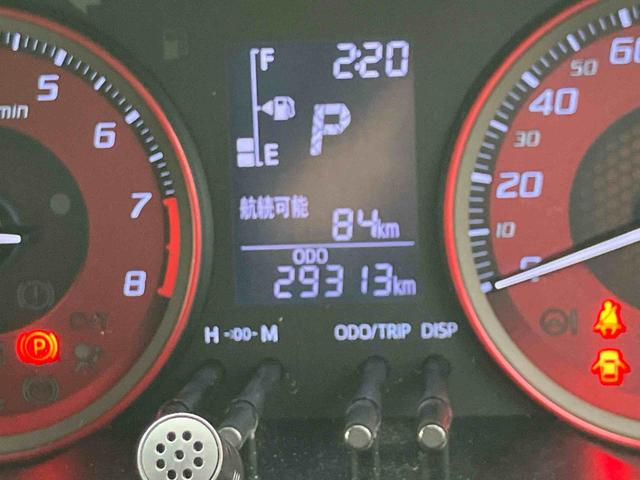 F
2:20
P
E
航続可能
84km
ODO
29313km
H -:00- M
ODO/TRIP DISP
/min
5
6
7
8
P
0
10
20
30
40
50
60